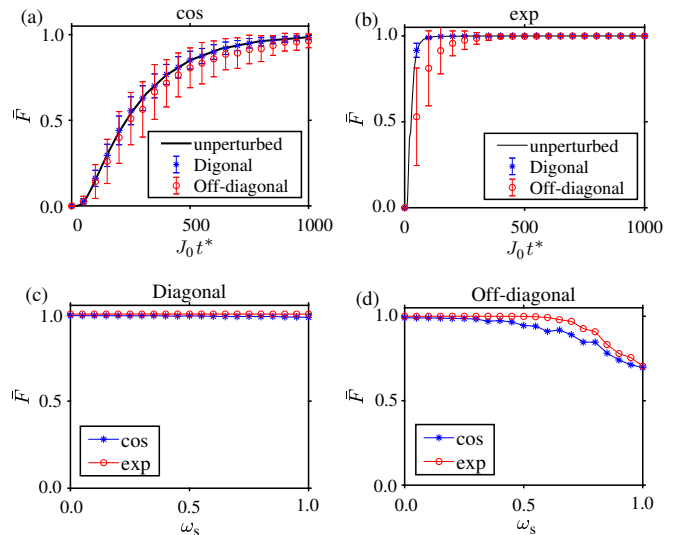 (a) cos
1.0
0.5
0.0
F̄
unperturbed
Digonal
Off-diagonal
0 500 1000
J₀t*
(b) exp
1.0
0.5
0.0
F̄
unperturbed
Digonal
Off-diagonal
0 500 1000
J₀t*
(c) Diagonal
1.0
0.5
0.0
F̄
cos
exp
0.0 0.5 1.0
ωₛ
(d) Off-diagonal
1.0
0.5
0.0
F̄
cos
exp
0.0 0.5 1.0
ωₛ